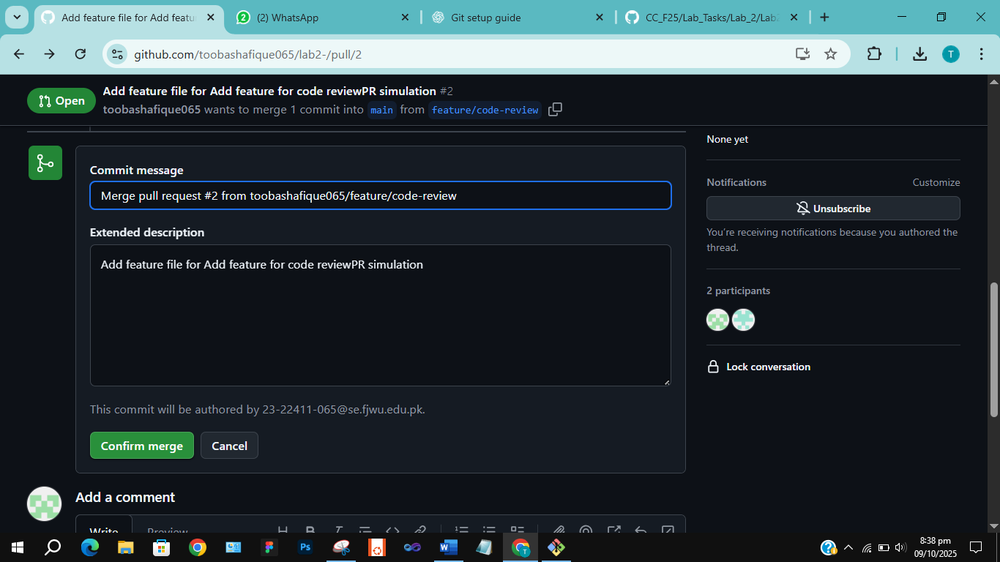 Add feature file for Add featu
(2) WhatsApp
Git setup guide
CC_F25/Lab_Tasks/Lab_2/Lab
github.com/toobashafique065/lab2-/pull/2
T
Open
Add feature file for Add feature for code reviewPR simulation #2
toobashafique065 wants to merge 1 commit into main from feature/code-review
None yet
Commit message
Merge pull request #2 from toobashafique065/feature/code-review
Notifications
Customize
Unsubscribe
You're receiving notifications because you authored the
thread.
Extended description
Add feature file for Add feature for code reviewPR simulation
2 participants
Lock conversation
This commit will be authored by 23-22411-065@se.fjwu.edu.pk.
Confirm merge
Cancel
Add a comment
Write
Preview
8:38 pm
09/10/2025